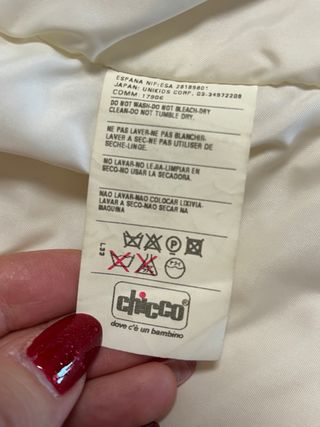 ESPAÑA NIF:ESA 28189601
JAPAN: UNIKIDS CORP. 03-34972208
COMM: 17906
DO NOT WASH-DO NOT BLEACH-DRY
CLEAN-DO NOT TUMBLE DRY.
NE PAS LAVER-NE PAS BLANCHIR-
LAVER A SEC-NE PAS UTILISER DE
SECHE-LINGE.
NO LAVAR-NO LEJIA-LIMPIAR EN
SECO-NO USAR LA SECADORA.
NÃO LAVAR-NÃO COLOCAR LIXIVIA.
LAVAR A SECO-NÃO SECAR NA
MAQUINA
P
L33
chicco
dove c'è un bambino